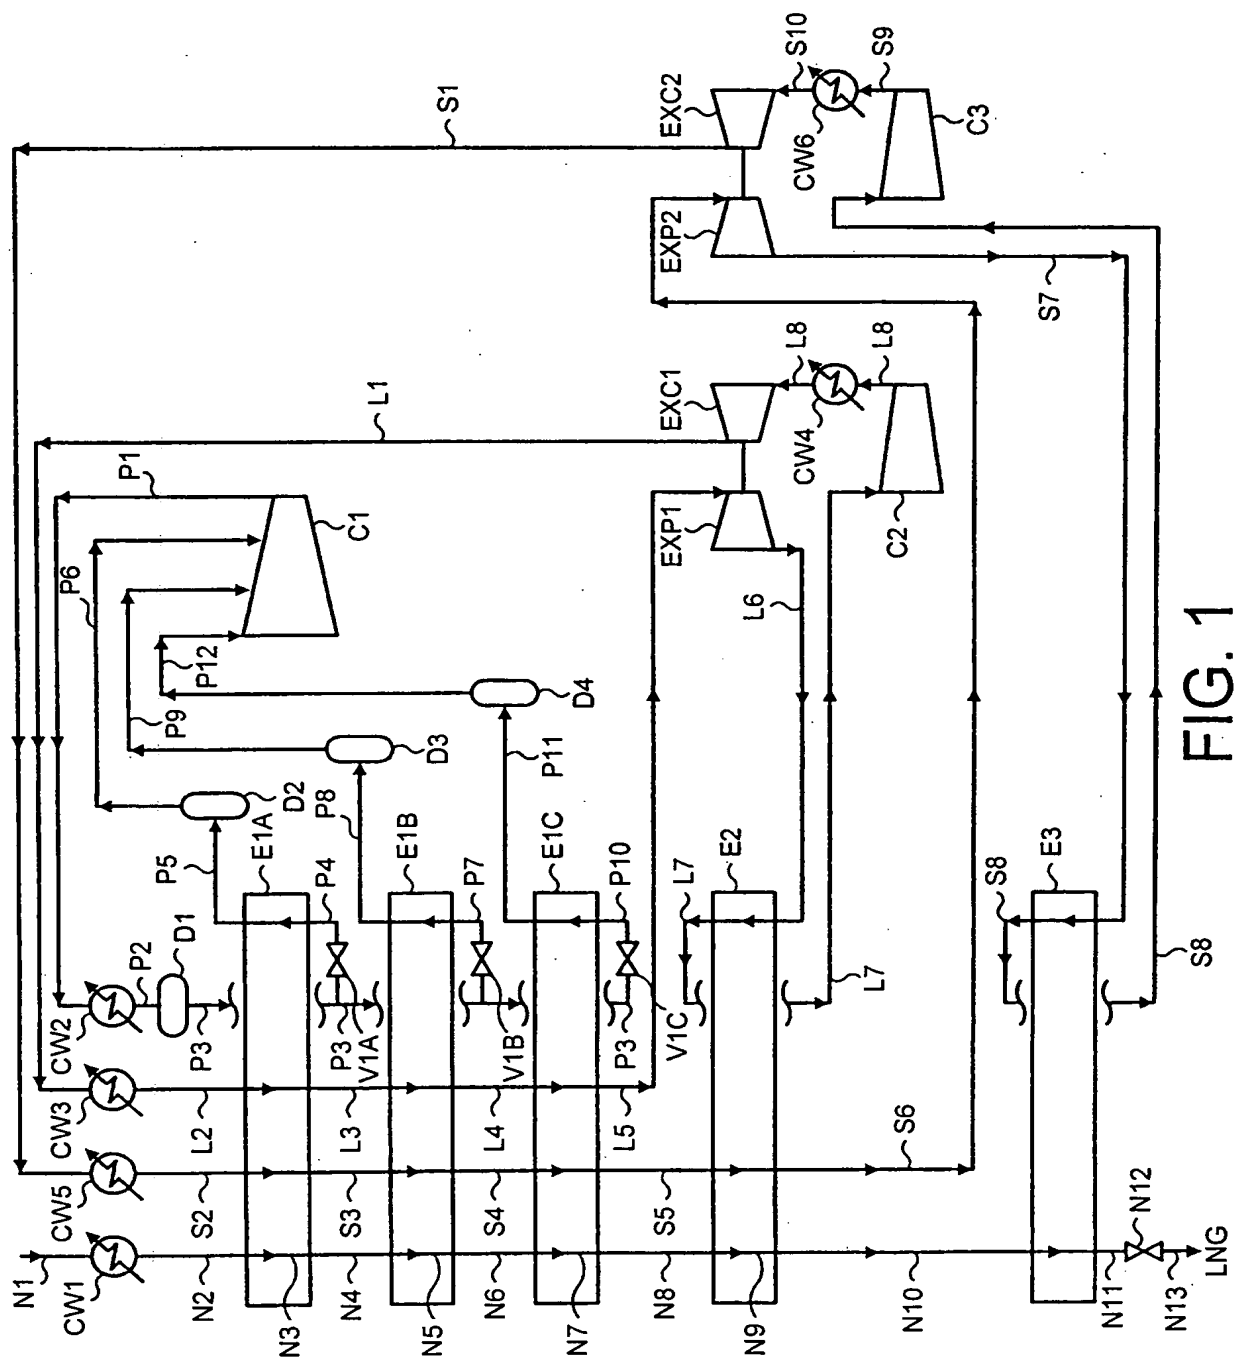 S1
L1
P1
P6
P9
P12
C1
P5
D2
D3
D4
P8
P11
E1A
E1B
E1C
E2
E3
P4
P7
P10
L7
S8
CW2
P2
D1
P3
P3
V1A
V1B
P3
V1C
L7
S8
CW3
L2
L3
L4
L5
CW5
S2
S3
S4
S5
S6
N1
CW1
N2
N3
N4
N5
N6
N7
N8
N9
N10
N11
N12
N13
LNG
EXP1
EXC1
L8
CW4
L8
C2
L6
EXP2
EXC2
S10
CW6
S9
C3
S7
FIG. 1